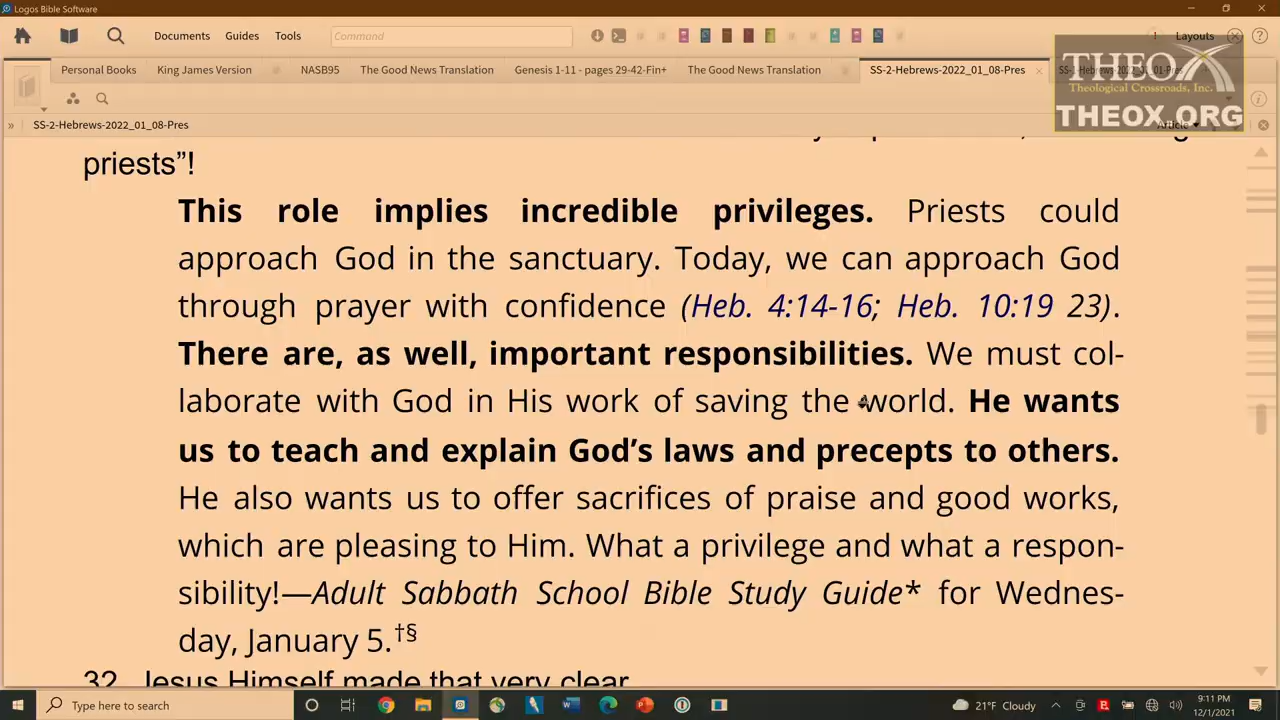 Logos Bible Software
Documents Guides Tools Command Layouts
Personal Books King James Version NASB95 The Good News Translation Genesis 1-11 - pages 29-42-Fin+ The Good News Translation SS-2-Hebrews-2022_01_08-Pres
THEOX
Theological Crossroads, Inc.
THEOX.ORG
SS-2-Hebrews-2022_01_08-Pres Article
priests”!
This role implies incredible privileges. Priests could
approach God in the sanctuary. Today, we can approach God
through prayer with confidence (Heb. 4:14-16; Heb. 10:19 23).
There are, as well, important responsibilities. We must col-
laborate with God in His work of saving the world. He wants
us to teach and explain God’s laws and precepts to others.
He also wants us to offer sacrifices of praise and good works,
which are pleasing to Him. What a privilege and what a respon-
sibility!—Adult Sabbath School Bible Study Guide* for Wednes-
day, January 5.†§
32. Jesus Himself made that very clear
Type here to search 21°F Cloudy 9:11 PM
12/1/2021